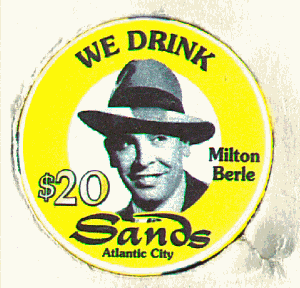 WE DRINK
Milton
Berle
$20
Sands
Atlantic City